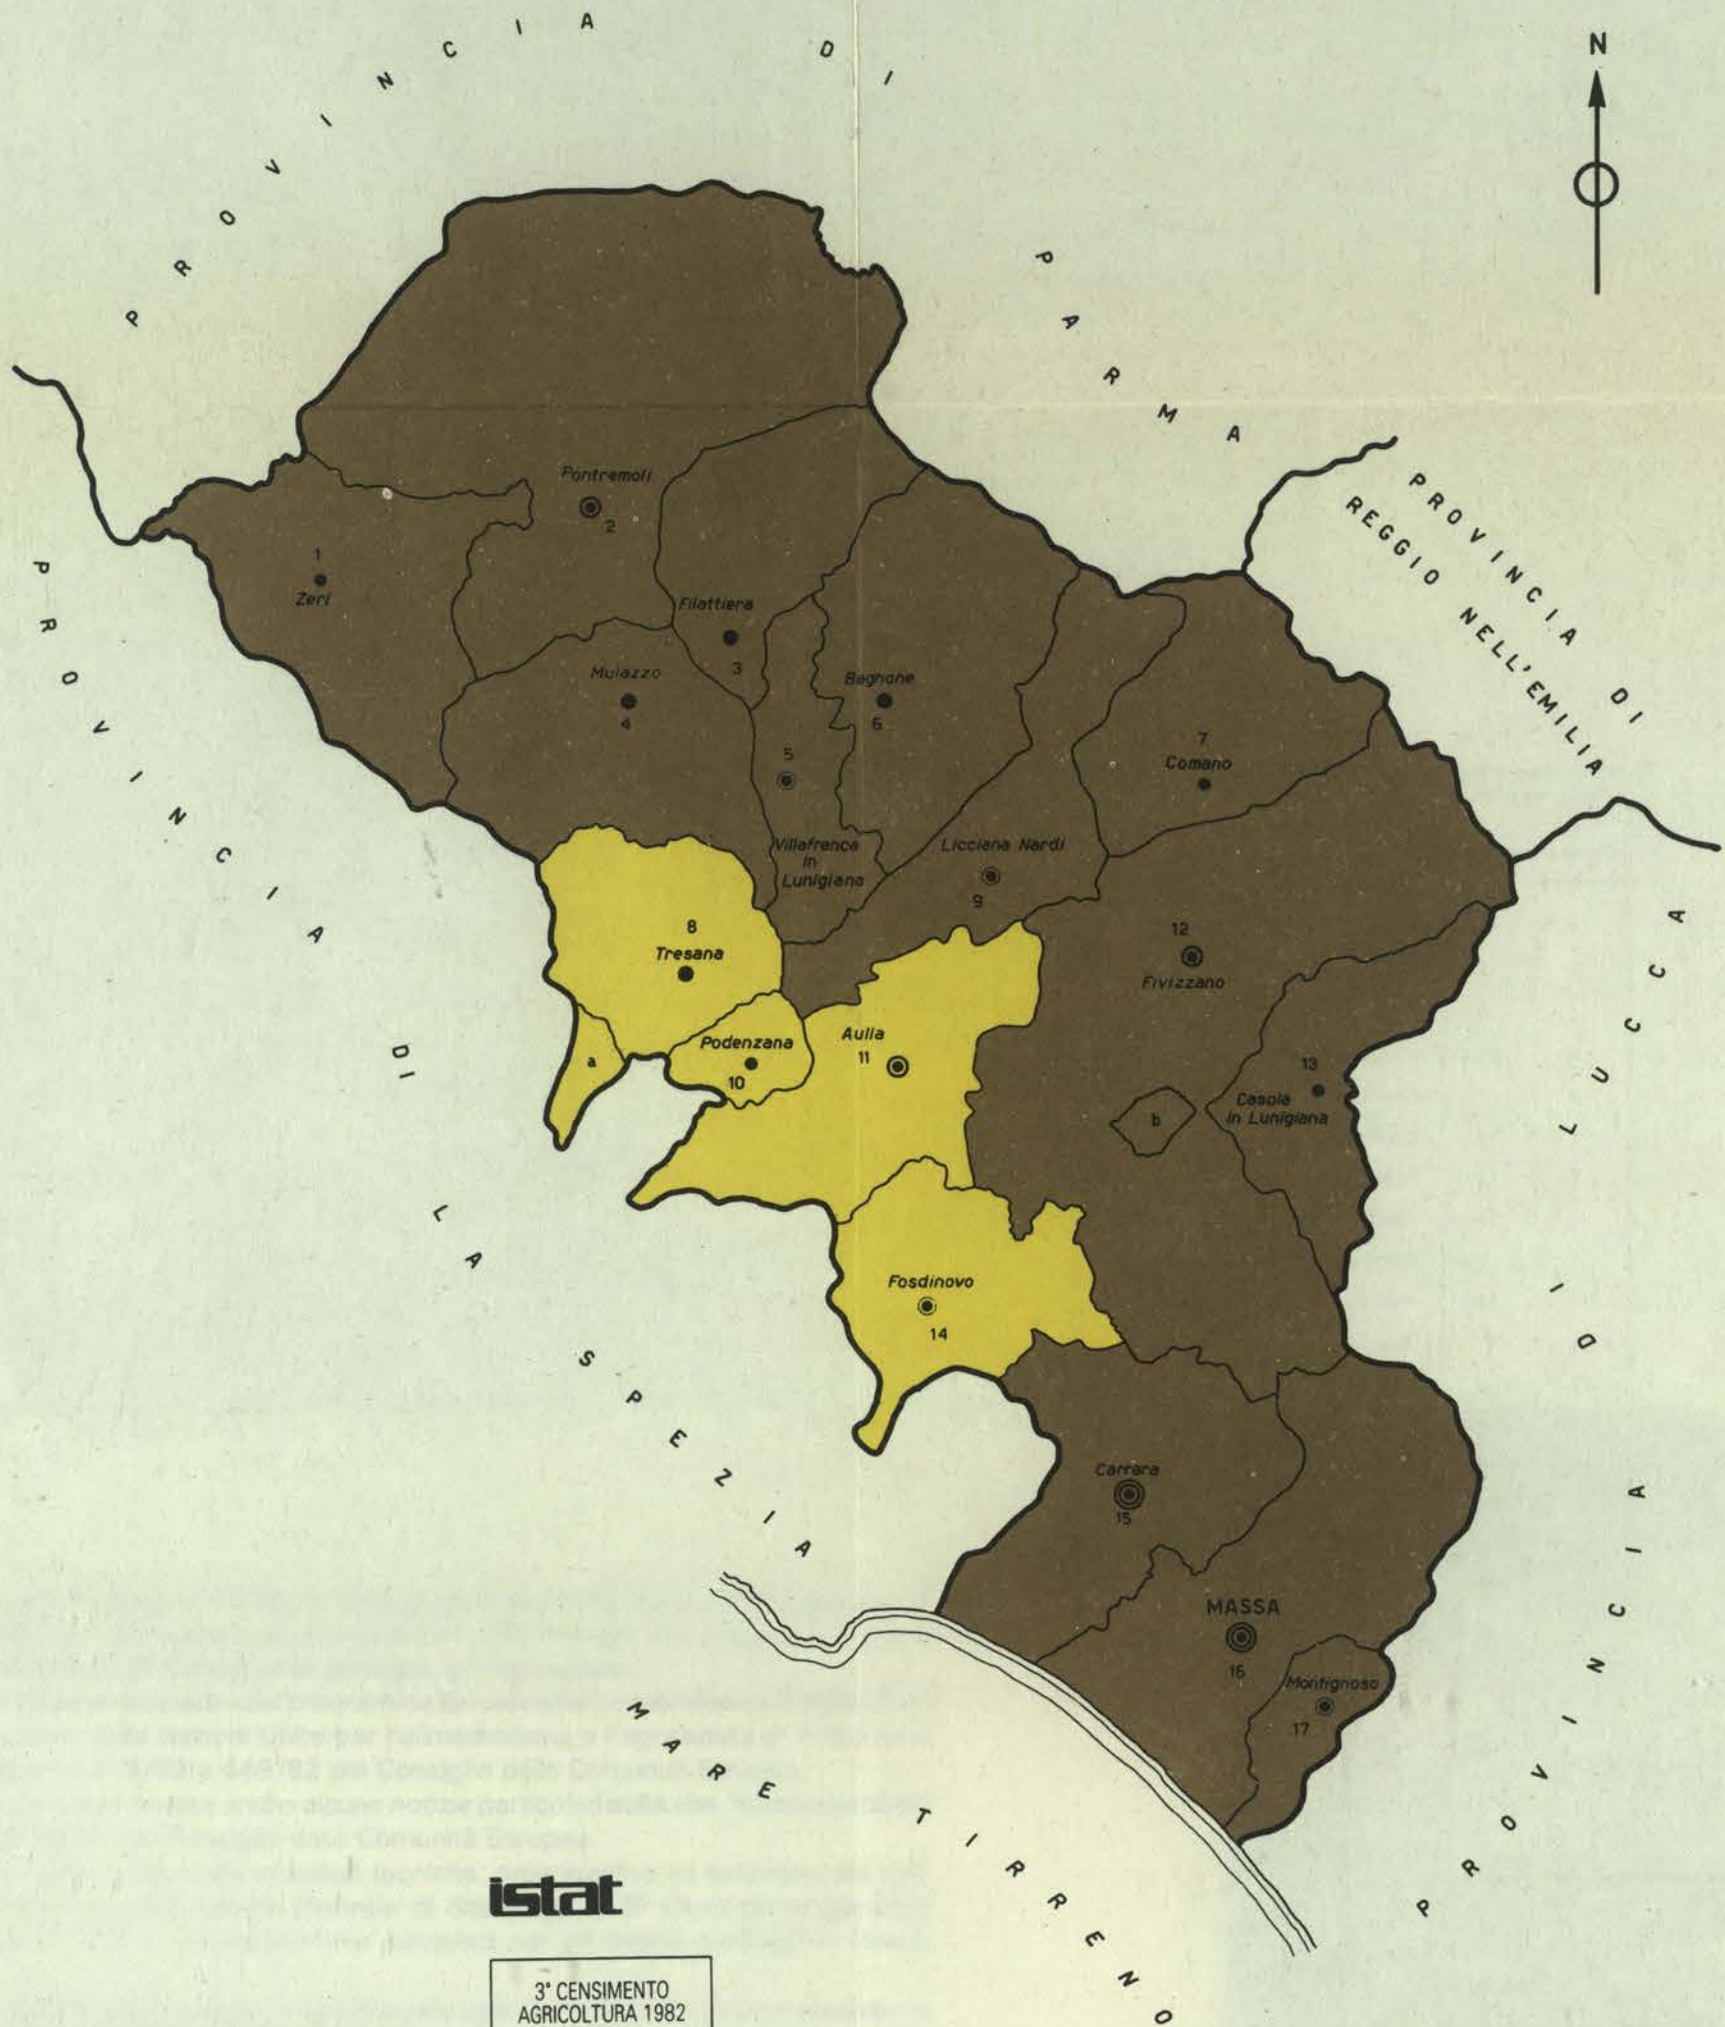 PROVINCIA DI PARMA
N
PROVINCIA DI
REGGIO NELL'EMILIA
PROVINCIA DI LA SPEZIA
PROVINCIA DI LUCCA
MARE TIRRENO
1
Zeri
Pontremoli
2
Filattiera
3
Mulazzo
4
5
Villafranca
in
Lunigiana
Bagnone
6
7
Comano
8
Tresana
Licciana Nardi
9
a
Podenzana
10
Aulla
11
12
Fivizzano
b
13
Casola
in Lunigiana
Fosdinovo
14
Carrara
15
MASSA
16
Montignoso
17
istat
3° CENSIMENTO
AGRICOLTURA 1982